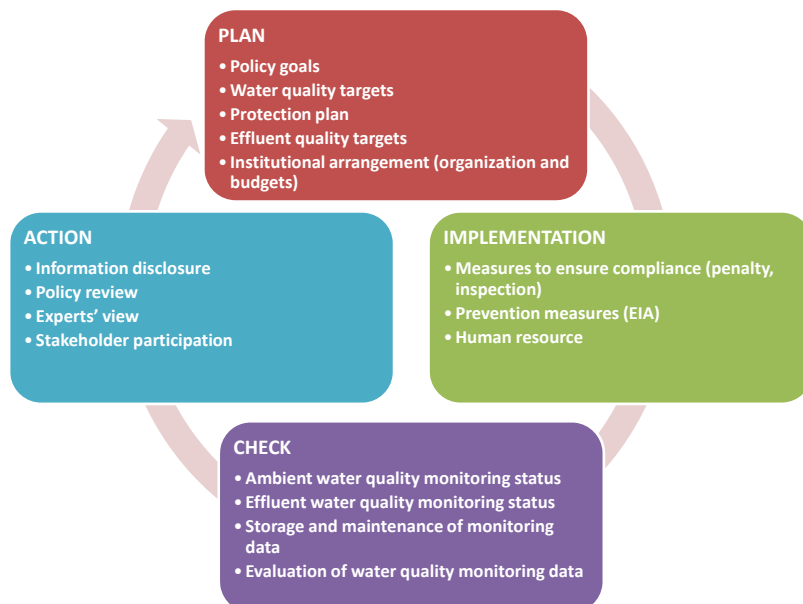 PLAN
• Policy goals
• Water quality targets
• Protection plan
• Effluent quality targets
• Institutional arrangement (organization and
budgets)
ACTION
• Information disclosure
• Policy review
• Experts' view
• Stakeholder participation
IMPLEMENTATION
• Measures to ensure compliance (penalty,
inspection)
• Prevention measures (EIA)
• Human resource
CHECK
• Ambient water quality monitoring status
• Effluent water quality monitoring status
• Storage and maintenance of monitoring
data
• Evaluation of water quality monitoring data